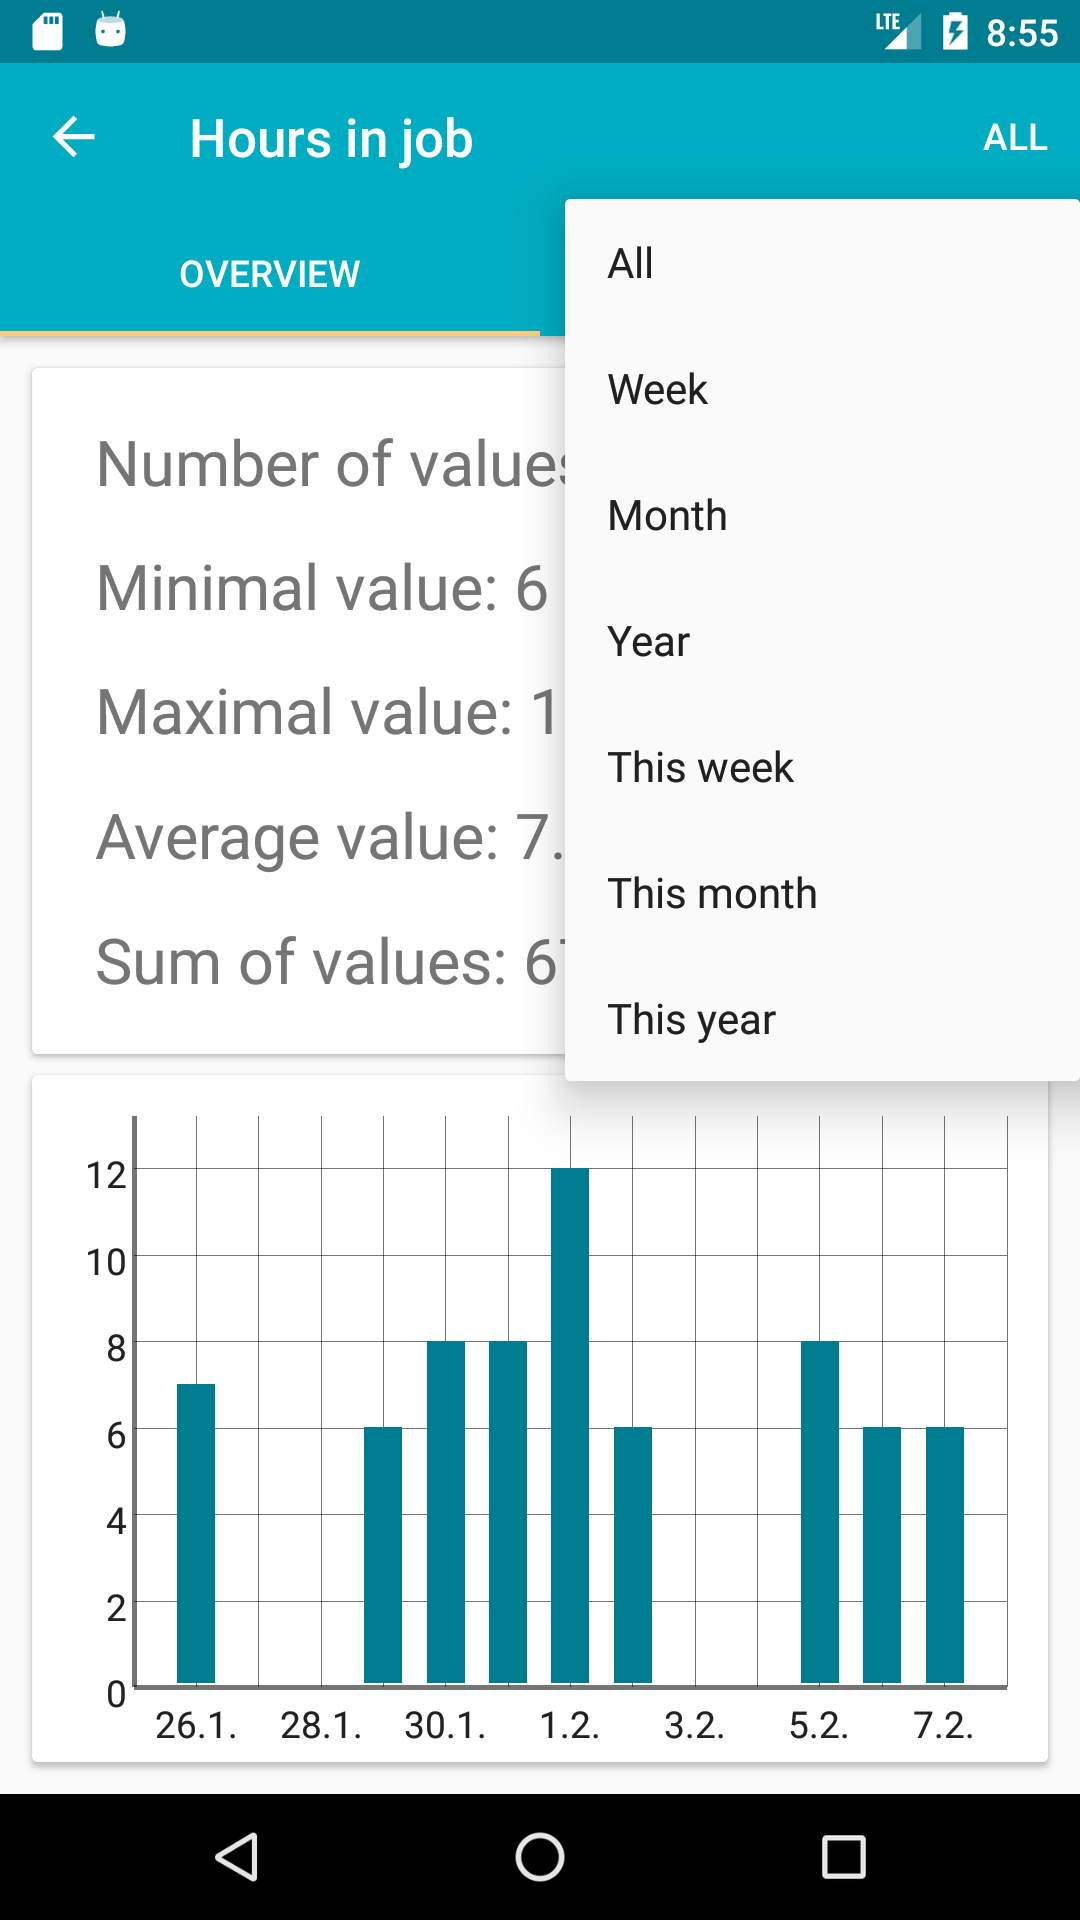 LTE 8:55
Hours in job
ALL
OVERVIEW
All
Week
Month
Year
This week
This month
This year
Number of values
Minimal value: 6
Maximal value: 1
Average value: 7.
Sum of values: 67
12
10
8
6
4
2
0
26.1. 28.1. 30.1. 1.2. 3.2. 5.2. 7.2.